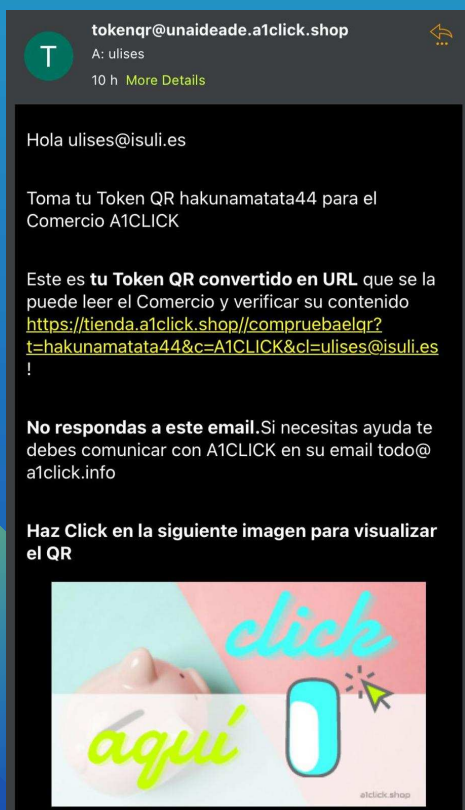 tokenqr@unaideade.a1click.shop
T
A: ulises
10 h More Details
Hola ulises@isuli.es
Toma tu Token QR hakunamatata44 para el
Comercio A1CLICK
Este es tu Token QR convertido en URL que se la
puede leer el Comercio y verificar su contenido
https://tienda.a1click.shop//compruebaelqr?
t=hakunamatata44&c=A1CLICK&cl=ulises@isuli.es
!
No respondas a este email.Si necesitas ayuda te
debes comunicar con A1CLICK en su email todo@
a1click.info
Haz Click en la siguiente imagen para visualizar
el QR
click
aquí
a1click.shop